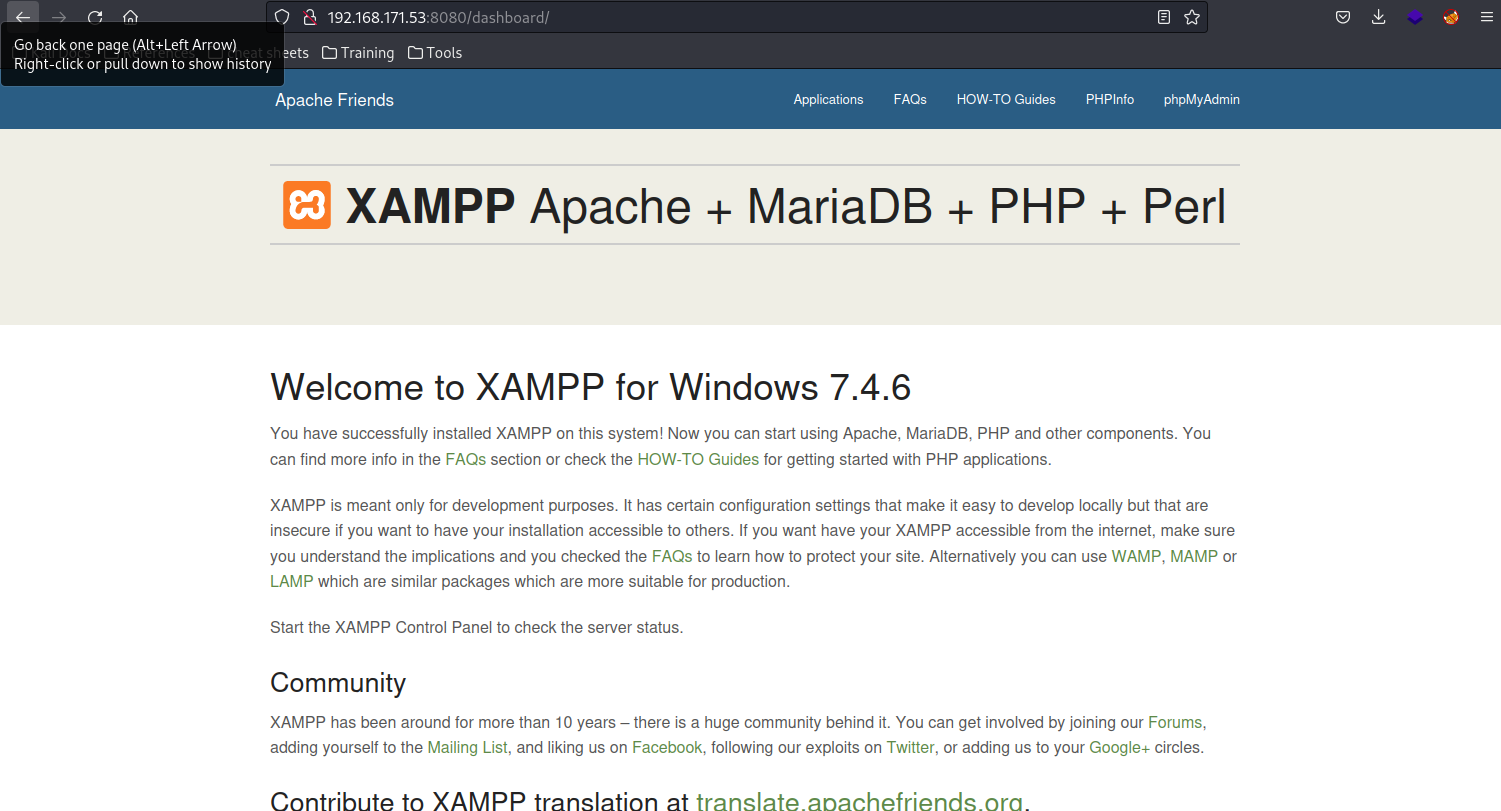 192.168.171.53:8080/dashboard/
Go back one page (Alt+Left Arrow)
Right-click or pull down to show history
sheets Training Tools
Apache Friends Applications FAQs HOW-TO Guides PHPInfo phpMyAdmin
XAMPP Apache + MariaDB + PHP + Perl
Welcome to XAMPP for Windows 7.4.6
You have successfully installed XAMPP on this system! Now you can start using Apache, MariaDB, PHP and other components. You
can find more info in the FAQs section or check the HOW-TO Guides for getting started with PHP applications.
XAMPP is meant only for development purposes. It has certain configuration settings that make it easy to develop locally but that are
insecure if you want to have your installation accessible to others. If you want have your XAMPP accessible from the internet, make sure
you understand the implications and you checked the FAQs to learn how to protect your site. Alternatively you can use WAMP, MAMP or
LAMP which are similar packages which are more suitable for production.
Start the XAMPP Control Panel to check the server status.
Community
XAMPP has been around for more than 10 years – there is a huge community behind it. You can get involved by joining our Forums,
adding yourself to the Mailing List, and liking us on Facebook, following our exploits on Twitter, or adding us to your Google+ circles.
Contribute to XAMPP translation at translate.apachefriends.org.